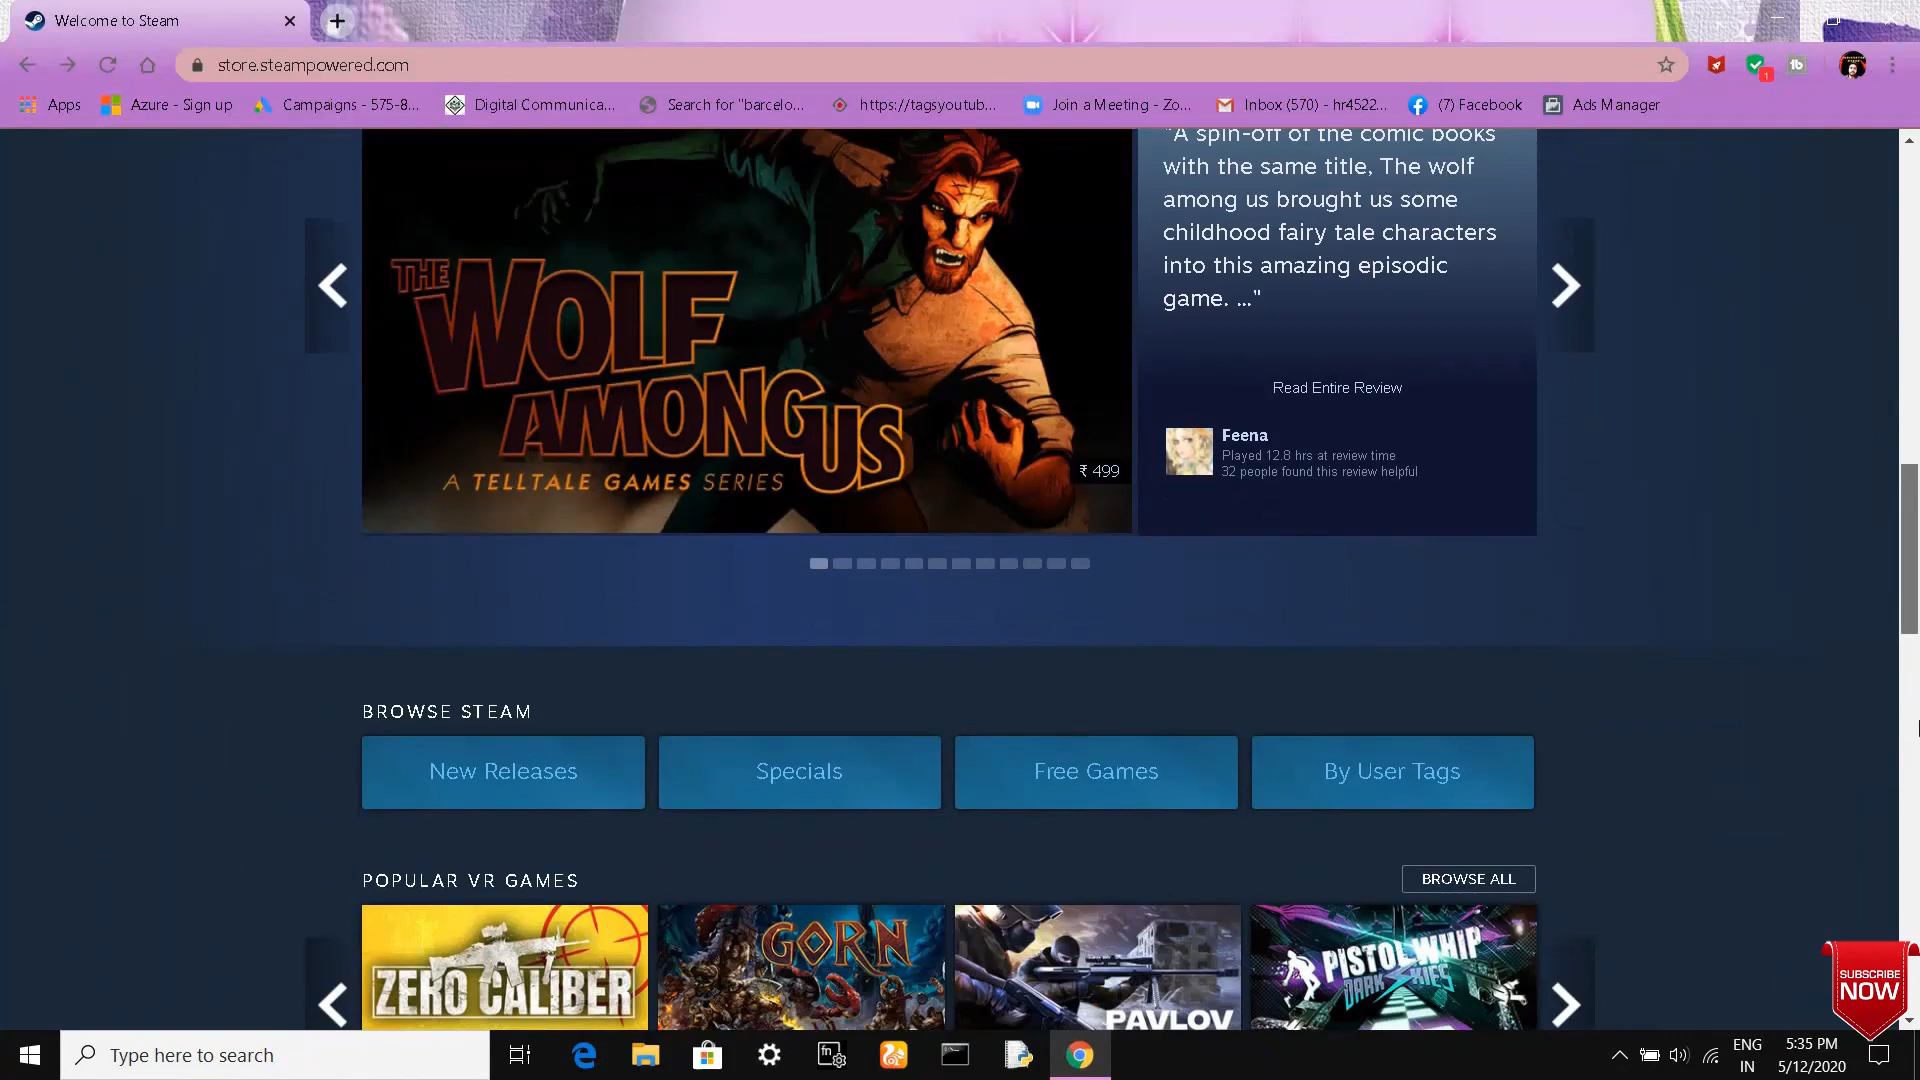 Welcome to Steam
store.steampowered.com
1
Apps
Azure - Sign up
Campaigns - 575-8...
Digital Communica...
Search for "barcelo...
https://tagsyoutub...
Join a Meeting - Zo...
Inbox (570) - hr4522...
(7) Facebook
Ads Manager
"A spin-off of the comic books
with the same title, The wolf
among us brought us some
childhood fairy tale characters
into this amazing episodic
game. ..."
Read Entire Review
Feena
Played 12.8 hrs at review time
32 people found this review helpful
THE
WOLF
AMONG US
A TELLTALE GAMES SERIES
₹ 499
BROWSE STEAM
New Releases
Specials
Free Games
By User Tags
POPULAR VR GAMES
BROWSE ALL
ZERO CALIBER
GORN
PAVLOV
PISTOL WHIP
DARK SKIES
SUBSCRIBE
NOW
Type here to search
fn
ENG
IN
5:35 PM
5/12/2020